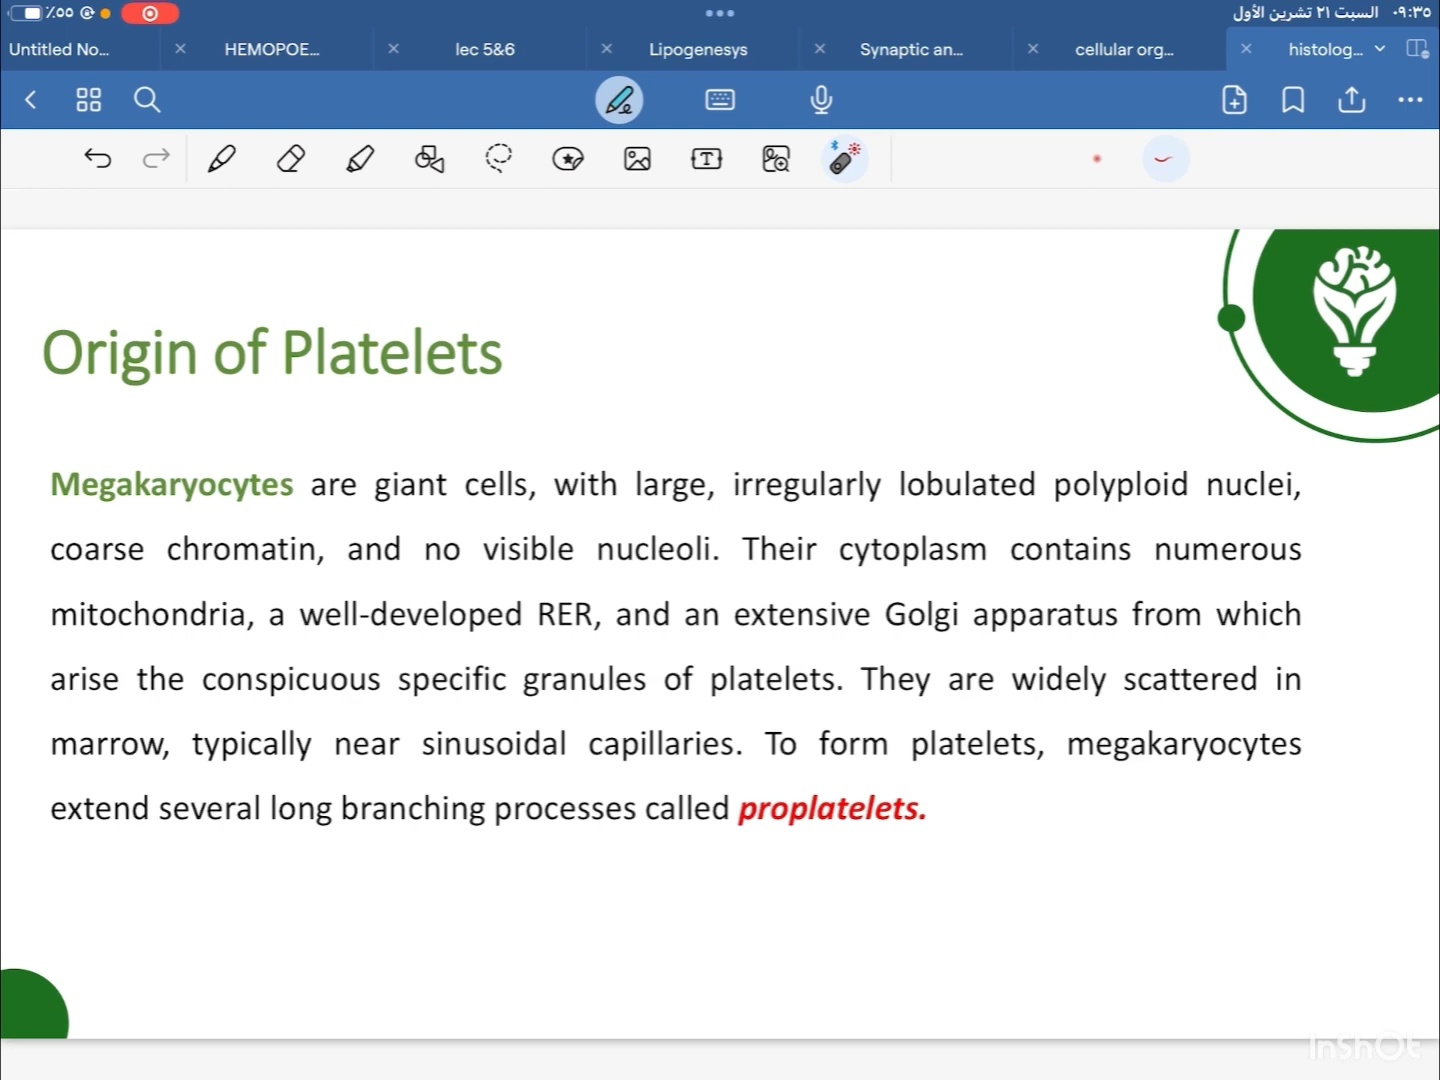 ٪٥٥
السبت ٢١ تشرين الأول ٠٩:٣٥
Untitled No...
HEMOPOE...
lec 5&6
Lipogenesys
Synaptic an...
cellular org...
histolog...
Origin of Platelets
Megakaryocytes are giant cells, with large, irregularly lobulated polyploid nuclei,
coarse chromatin, and no visible nucleoli. Their cytoplasm contains numerous
mitochondria, a well-developed RER, and an extensive Golgi apparatus from which
arise the conspicuous specific granules of platelets. They are widely scattered in
marrow, typically near sinusoidal capillaries. To form platelets, megakaryocytes
extend several long branching processes called proplatelets.
InShOt